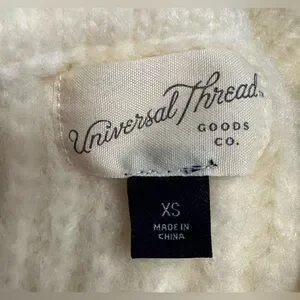 Universal Thread
GOODS
CO.
XS
MADE IN
CHINA